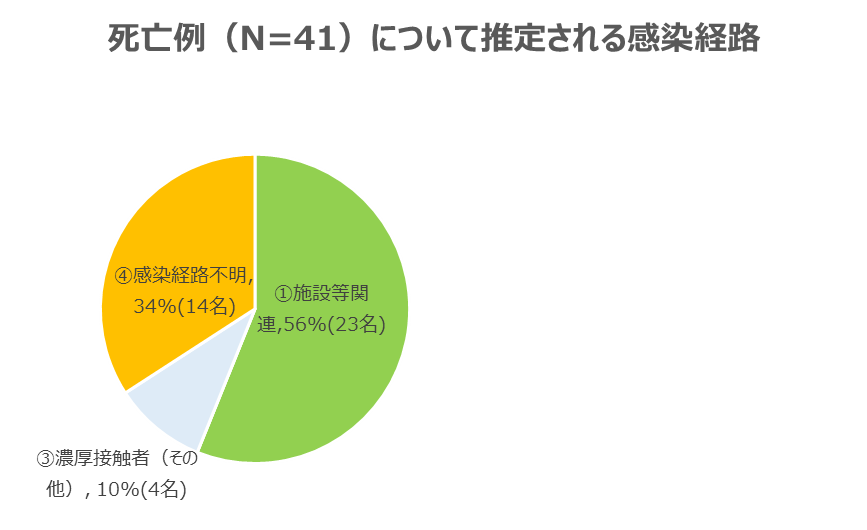 死亡例（N=41）について推定される感染経路
④感染経路不明,
34%(14名)
①施設等関
連,56%(23名)
③濃厚接触者（その
他）, 10%(4名)